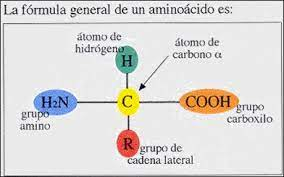 La fórmula general de un aminoácido es:
átomo de
hidrógeno
átomo de
carbono α
H
H₂N
C
COOH
grupo
amino
grupo
carboxilo
R
grupo de
cadena lateral